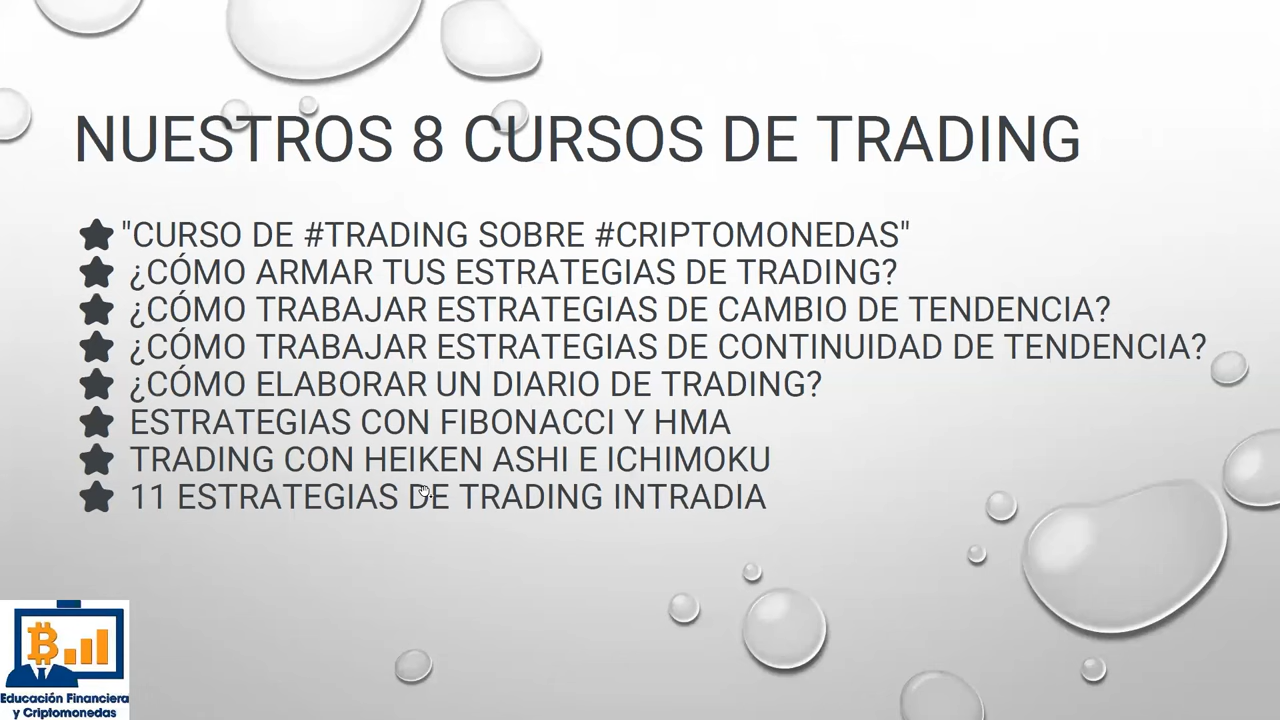 NUESTROS 8 CURSOS DE TRADING
"CURSO DE #TRADING SOBRE #CRIPTOMONEDAS"
¿CÓMO ARMAR TUS ESTRATEGIAS DE TRADING?
¿CÓMO TRABAJAR ESTRATEGIAS DE CAMBIO DE TENDENCIA?
¿CÓMO TRABAJAR ESTRATEGIAS DE CONTINUIDAD DE TENDENCIA?
¿CÓMO ELABORAR UN DIARIO DE TRADING?
ESTRATEGIAS CON FIBONACCI Y HMA
TRADING CON HEIKEN ASHI E ICHIMOKU
11 ESTRATEGIAS DE TRADING INTRADIA
Educación Financiera
y Criptomonedas